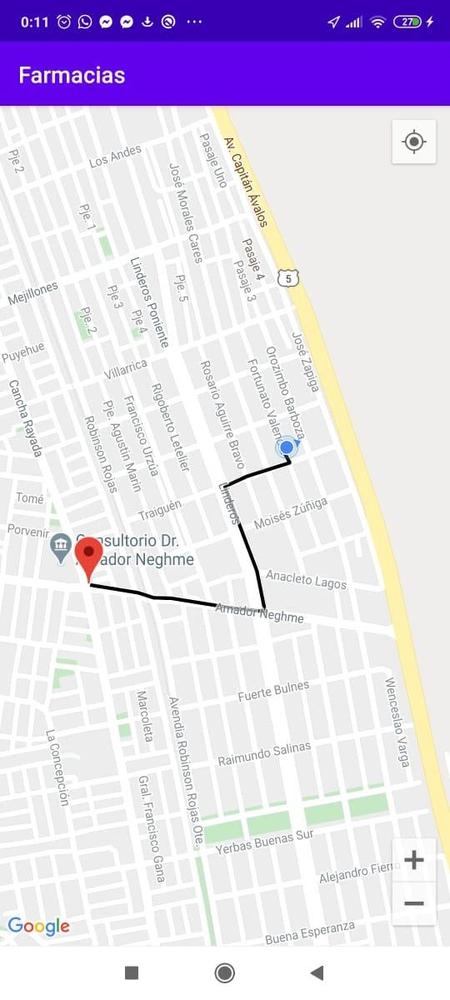 0:11
27
Farmacias
Pje 2
Los Andes
Pasaje Uno
Av. Capitán Ávalos
José Morales Cares
Pje. 1
Pasaje 4
Pasaje 3
5
Linderos Poniente
Pje. 5
Mejillones
Pje 3
Pje 4
Pje. 2
José Zapiga
Puyehue
Villarrica
Orozimbo Barboza
Fortunato Valen
Rosario Aguirre Bravo
Cancha Rayada
Rigoberto Letelier
Francisco Urzúa
Pje. Agustin Marin
Robinson Rojas
Linderos
Tomé
Traiguén
Moisés Zúñiga
Porvenir
Consultorio Dr.
Amador Neghme
Anacleto Lagos
Amador Neghme
Fuerte Bulnes
Wenceslao Varga
Marcoleta
Avendia Robinson Rojas Ote.
La Concepción
Raimundo Salinas
Gral. Francisco Gana
Yerbas Buenas Sur
Alejandro Fierro
Buena Esperanza
Google